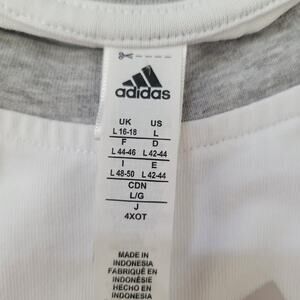 adidas
UK US
L 16-18 L
F D
L 44-46 L 42-44
I E
L 48-50 L 42-44
CDN
L/G
J
4XOT
MADE IN
INDONESIA
FABRIQUÉ EN
INDONÉSIE
HECHO EN
INDONESIA